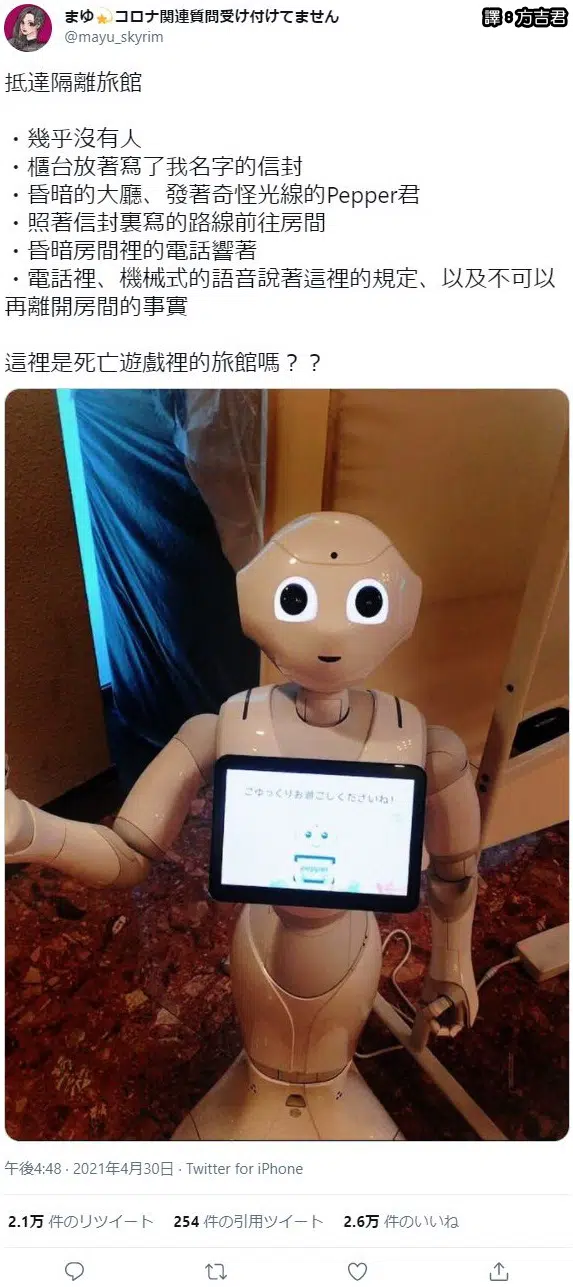 まゆ💫コロナ関連質問受け付けてません
譯:方吉君
@mayu_skyrim
抵達隔離旅館
・幾乎沒有人
・櫃台放著寫了我名字的信封
・昏暗的大廳、發著奇怪光線的Pepper君
・照著信封裏寫的路線前往房間
・昏暗房間裡的電話響著
・電話裡、機械式的語音說著這裡的規定、以及不可以
再離開房間的事實
這裡是死亡遊戲裡的旅館嗎？？
ごゆっくりお過ごしくださいね!
午後4:48 · 2021年4月30日 · Twitter for iPhone
2.1万 件のリツイート 254 件の引用ツイート 2.6万 件のいいね